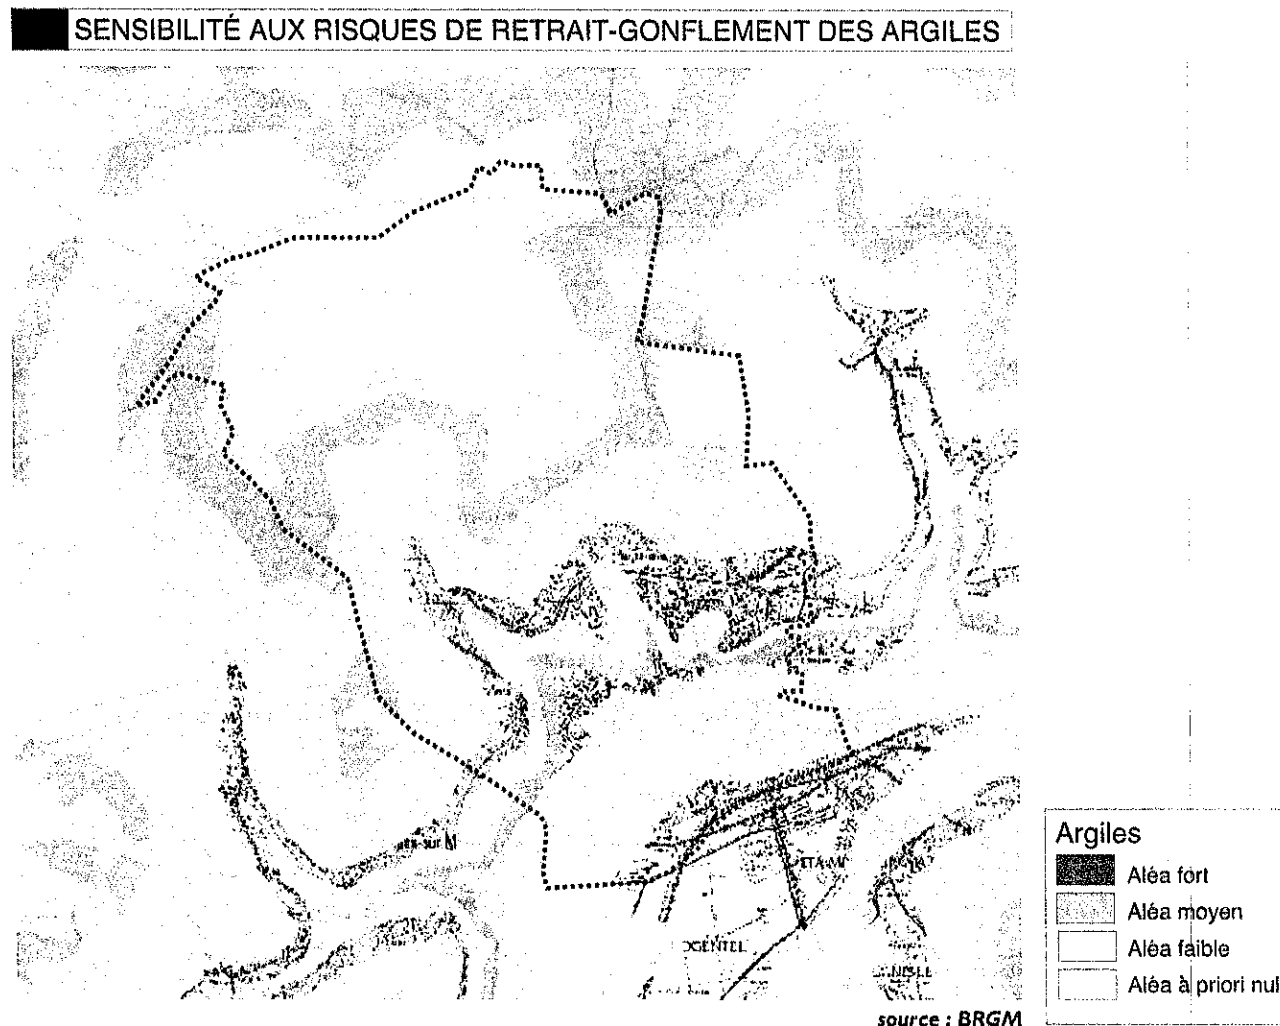 SENSIBILITÉ AUX RISQUES DE RETRAIT-GONFLEMENT DES ARGILES
Argiles
Aléa fort
Aléa moyen
Aléa faible
Aléa à priori nul
source : BRGM